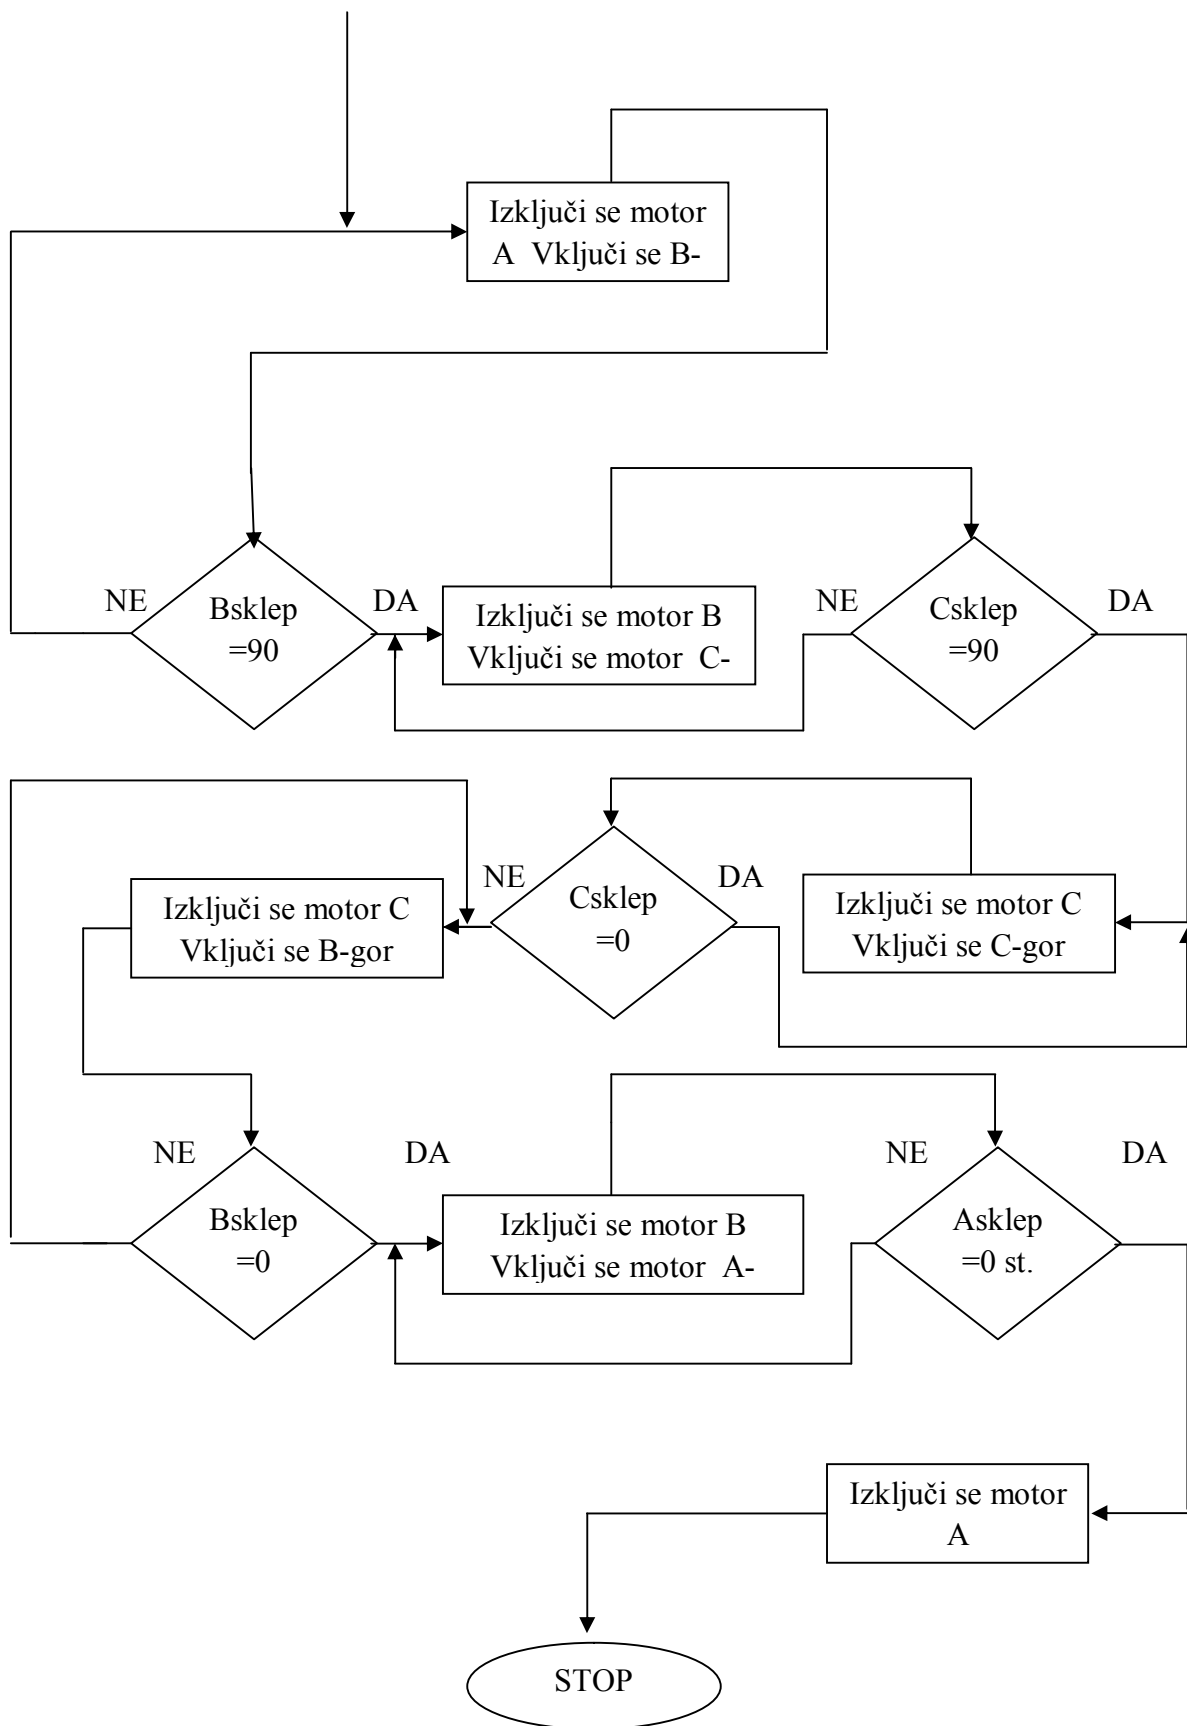 Izključi se motor
A Vključi se B-
NE
Bsklep
=90
DA
Izključi se motor B
Vključi se motor C-
NE
Csklep
=90
DA
Izključi se motor C
Vključi se B-gor
NE
Csklep
=0
DA
Izključi se motor C
Vključi se C-gor
NE
Bsklep
=0
DA
Izključi se motor B
Vključi se motor A-
NE
Asklep
=0 st.
DA
Izključi se motor
A
STOP